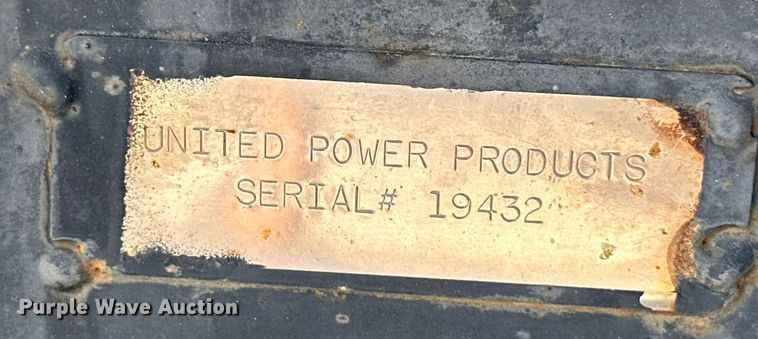 UNITED POWER PRODUCTS
SERIAL# 19432
Purple Wave Auction